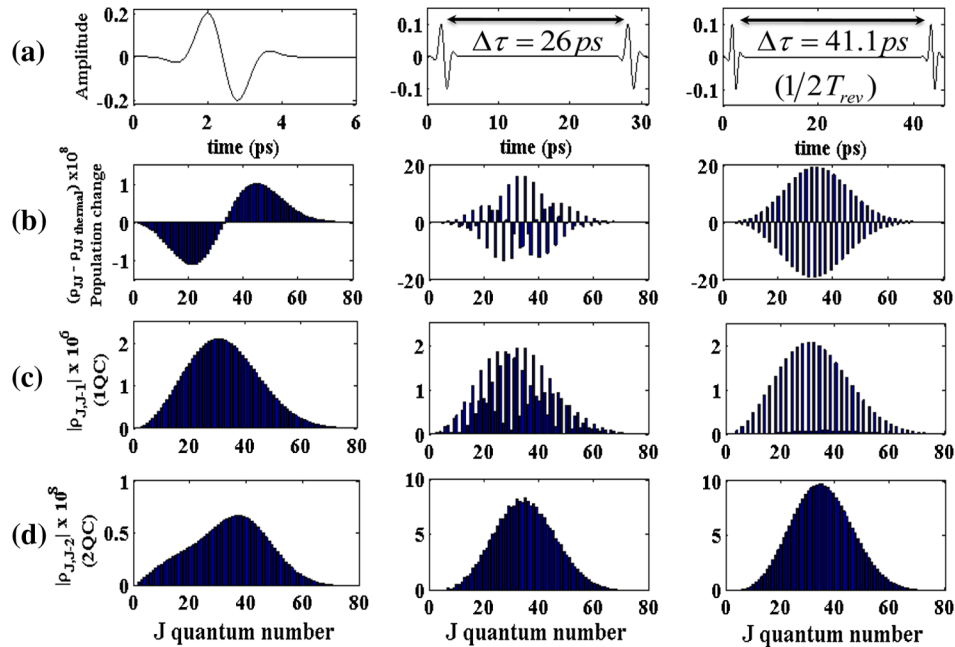 (a)
Amplitude
0.2
0
-0.2
0 2 4 6
time (ps)
0.1
0
-0.1
Δτ = 26 ps
0 10 20 30
time (ps)
0.1
0
-0.1
Δτ = 41.1 ps
(1/2 T_rev)
0 20 40
time (ps)
(b)
(ρJJ - ρJJ thermal) x10^8
Population change
1
0
-1
0 20 40 60 80
20
0
-20
0 20 40 60 80
20
0
-20
0 20 40 60 80
(c)
|ρJ,J-1| x 10^6
(1QC)
2
1
0
0 20 40 60 80
2
1
0
0 20 40 60 80
2
1
0
0 20 40 60 80
(d)
|ρJ,J-2| x 10^8
(2QC)
1
0.5
0
0 20 40 60 80
J quantum number
10
5
0
0 20 40 60 80
J quantum number
10
5
0
0 20 40 60 80
J quantum number